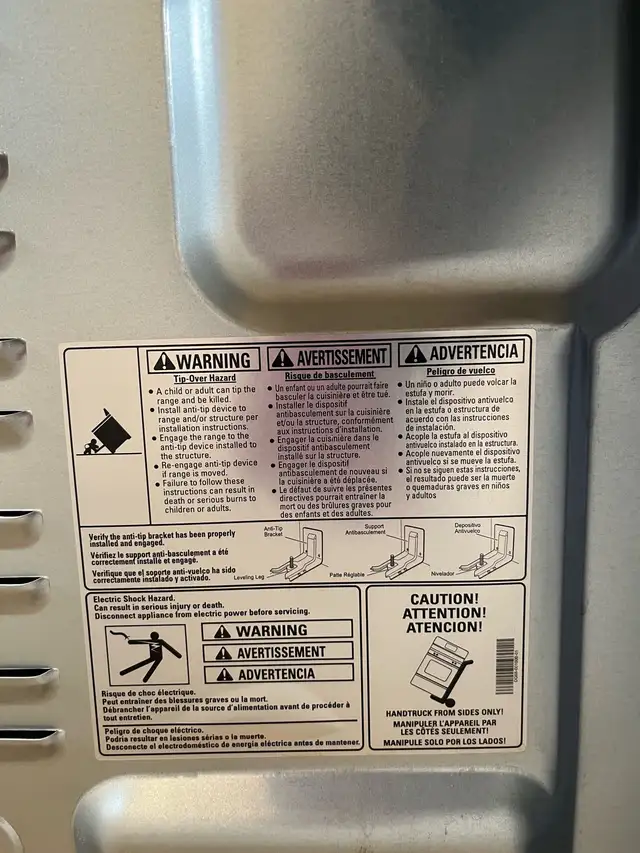 WARNING
Tip-Over Hazard
• A child or adult can tip the
range and be killed.
• Install anti-tip device to
range and/or structure per
installation instructions.
• Engage the range to the
anti-tip device installed to
the structure.
• Re-engage anti-tip device
if range is moved.
• Failure to follow these
instructions can result in
death or serious burns to
children or adults.
AVERTISSEMENT
Risque de basculement
• Un enfant ou un adulte pourrait faire
basculer la cuisinière et être tué.
• Installer le dispositif
antibasculement sur la cuisinière
et/ou la structure, conformément
aux instructions d'installation.
• Engager la cuisinière dans le
dispositif antibasculement
installé sur la structure.
• Engager le dispositif
antibasculement de nouveau si
la cuisinière a été déplacée.
• Le défaut de suivre les présentes
directives pourrait entraîner la
mort ou des brûlures graves pour
des enfants et des adultes.
ADVERTENCIA
Peligro de vuelco
• Un niño o adulto puede volcar la
estufa y morir.
• Instale el dispositivo antivuelco
en la estufa o estructura de
acuerdo con las instrucciones
de instalación.
• Acople la estufa al dispositivo
antivuelco instalado en la estructura.
• Acople nuevamente el dispositivo
antivuelco si se mueve la estufa.
• Si no se siguen estas instrucciones,
el resultado puede ser la muerte
o quemaduras graves en niños
y adultos
Verify the anti-tip bracket has been properly
installed and engaged.
Vérifiez le support anti-basculement a été
correctement installé et engagé.
Verifique que el soporte anti-vuelco ha sido
correctamente instalado y activado.
Anti-Tip
Bracket
Leveling Leg
Support
Antibasculement
Patte Réglable
Depositivo
Antivuelco
Nivelador
Electric Shock Hazard.
Can result in serious injury or death.
Disconnect appliance from electric power before servicing.
WARNING
AVERTISSEMENT
ADVERTENCIA
Risque de choc électrique.
Peut entraîner des blessures graves ou la mort.
Débrancher l'appareil de la source d'alimentation avant de procéder à
tout entretien.
Peligro de choque eléctrico.
Podria resultar en lesiones sérias o la muerte.
Desconecte el electrodoméstico de energía eléctrica antes de mantener.
CAUTION!
ATTENTION!
ATENCION!
HANDTRUCK FROM SIDES ONLY!
MANIPULER L'APPAREIL PAR
LES CÔTÉS SEULEMENT!
MANIPULE SOLO POR LOS LADOS!